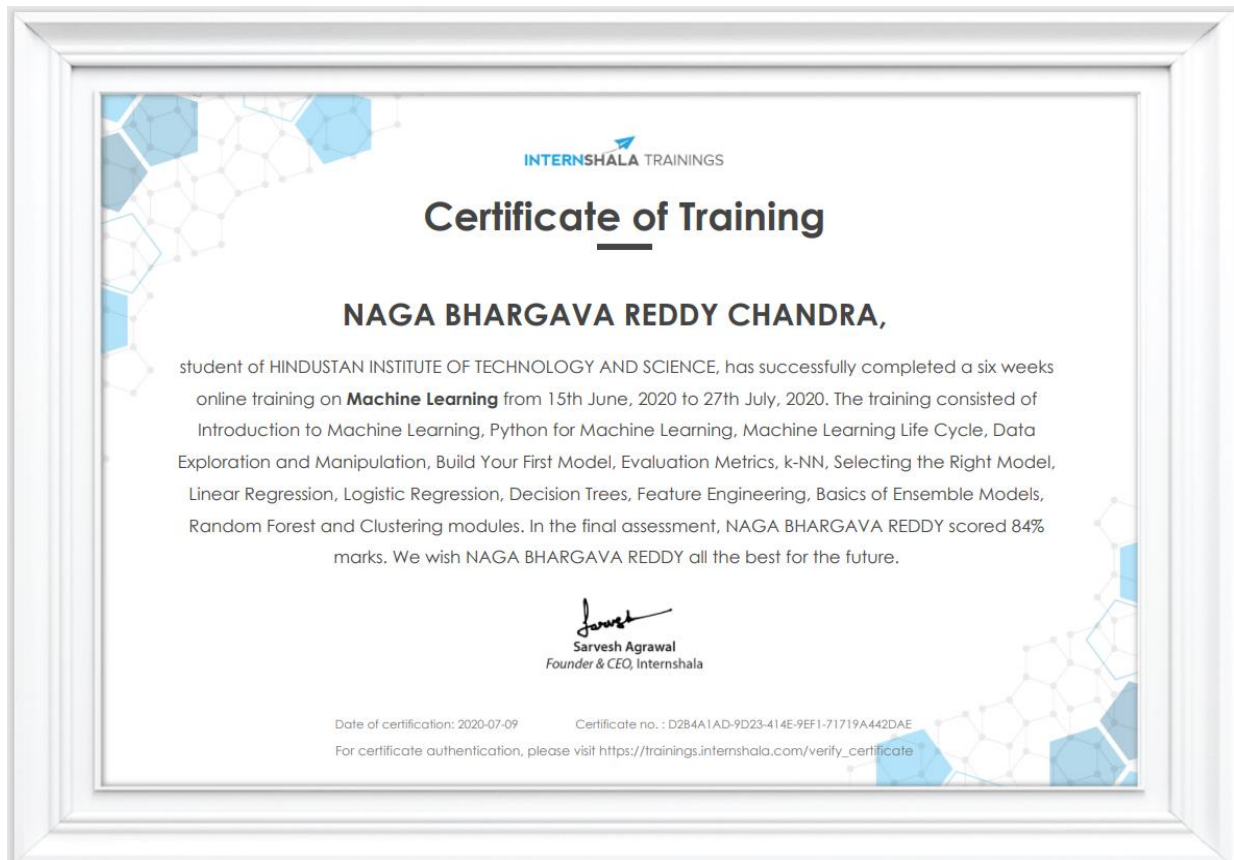 INTERNSHALA TRAININGS
Certificate of Training
NAGA BHARGAVA REDDY CHANDRA,
student of HINDUSTAN INSTITUTE OF TECHNOLOGY AND SCIENCE, has successfully completed a six weeks
online training on Machine Learning from 15th June, 2020 to 27th July, 2020. The training consisted of
Introduction to Machine Learning, Python for Machine Learning, Machine Learning Life Cycle, Data
Exploration and Manipulation, Build Your First Model, Evaluation Metrics, k-NN, Selecting the Right Model,
Linear Regression, Logistic Regression, Decision Trees, Feature Engineering, Basics of Ensemble Models,
Random Forest and Clustering modules. In the final assessment, NAGA BHARGAVA REDDY scored 84%
marks. We wish NAGA BHARGAVA REDDY all the best for the future.
Sarvesh
Sarvesh Agrawal
Founder & CEO, Internshala
Date of certification: 2020-07-09 Certificate no. : D2B4A1AD-9D23-414E-9EF1-71719A442DAE
For certificate authentication, please visit https://trainings.internshala.com/verify_certificate